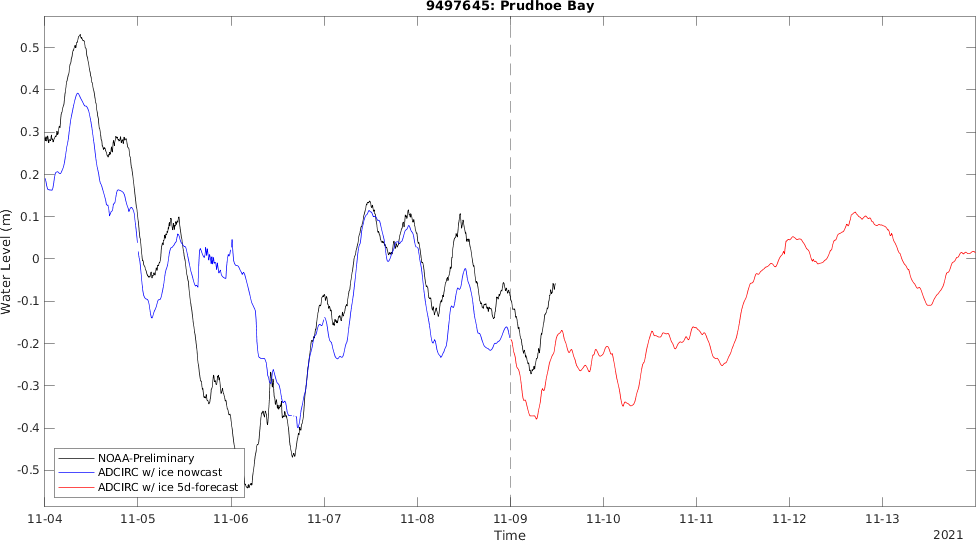 9497645: Prudhoe Bay
Water Level (m)
0.5
0.4
0.3
0.2
0.1
0
-0.1
-0.2
-0.3
-0.4
-0.5
NOAA-Preliminary
ADCIRC w/ ice nowcast
ADCIRC w/ ice 5d-forecast
11-04 11-05 11-06 11-07 11-08 11-09 11-10 11-11 11-12 11-13
Time
2021